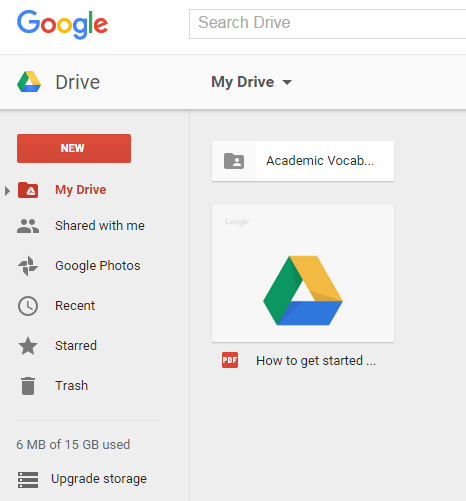 Google
Search Drive
Drive
My Drive
NEW
My Drive
Shared with me
Google Photos
Recent
Starred
Trash
6 MB of 15 GB used
Upgrade storage
Academic Vocab...
Google
PDF
How to get started ...